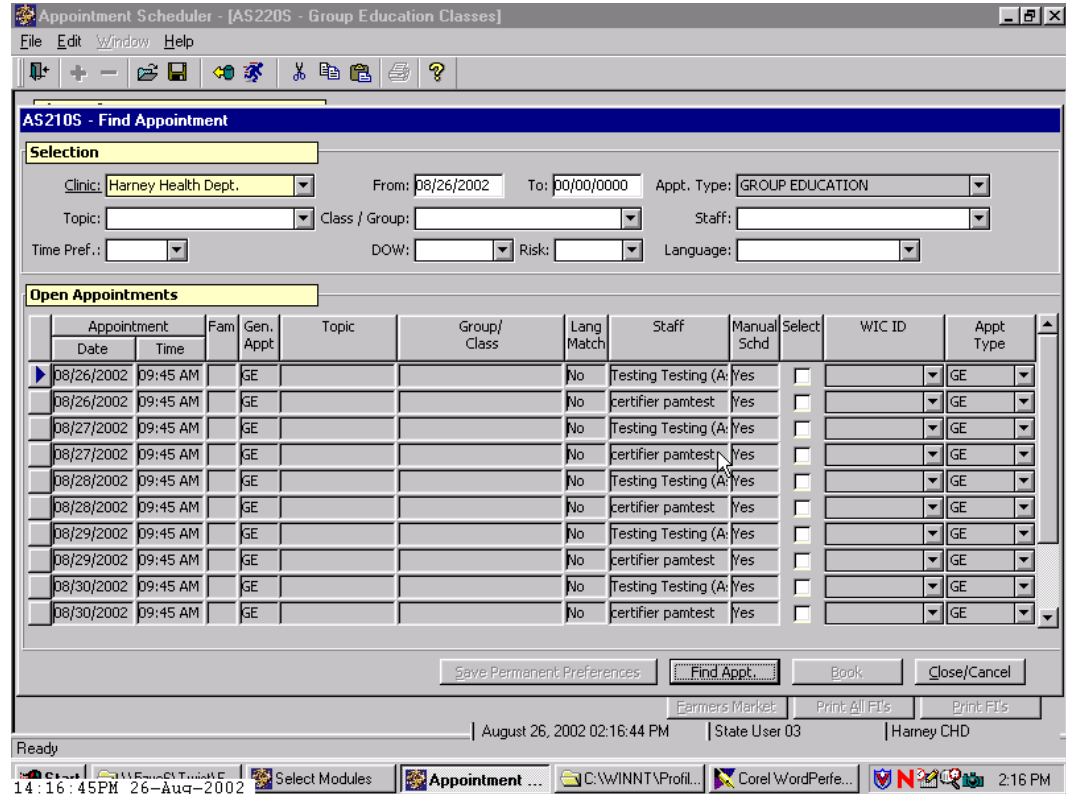 Appointment Scheduler - [AS220S - Group Education Classes]
File Edit Window Help
AS210S - Find Appointment
Selection
Clinic: Harney Health Dept. From: 08/26/2002 To: 00/00/0000 Appt. Type: GROUP EDUCATION
Topic: Class / Group: Staff:
Time Pref.: DOW: Risk: Language:
Open Appointments
Appointment Fam Gen. Topic Group/ Lang Staff Manual Select WIC ID Appt
Date Time Appt Class Match Schd Type
08/26/2002 09:45 AM GE No Testing Testing (A Yes GE
08/26/2002 09:45 AM GE No certifier pamtest Yes GE
08/27/2002 09:45 AM GE No Testing Testing (A Yes GE
08/27/2002 09:45 AM GE No certifier pamtest Yes GE
08/28/2002 09:45 AM GE No Testing Testing (A Yes GE
08/28/2002 09:45 AM GE No certifier pamtest Yes GE
08/29/2002 09:45 AM GE No Testing Testing (A Yes GE
08/29/2002 09:45 AM GE No certifier pamtest Yes GE
08/30/2002 09:45 AM GE No Testing Testing (A Yes GE
08/30/2002 09:45 AM GE No certifier pamtest Yes GE
Save Permanent Preferences Find Appt. Book Close/Cancel
Farmers Market Print All FI's Print FI's
August 26, 2002 02:16:44 PM State User 03 Harney CHD
Ready
Start Select Modules Appointment ... C:\WINNT\Profil... Corel WordPerfe... 2:16 PM
14:16:45PM 26-Aug-2002